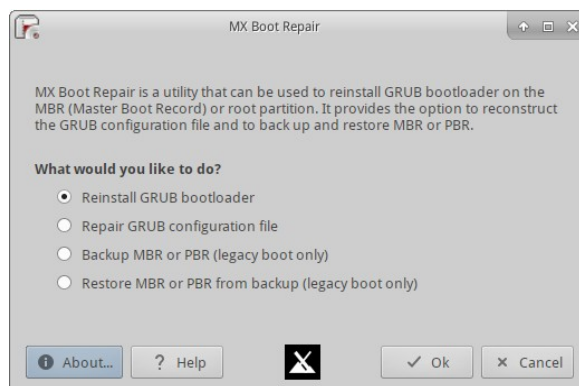 MX Boot Repair
MX Boot Repair is a utility that can be used to reinstall GRUB bootloader on the
MBR (Master Boot Record) or root partition. It provides the option to reconstruct
the GRUB configuration file and to back up and restore MBR or PBR.
What would you like to do?
Reinstall GRUB bootloader
Repair GRUB configuration file
Backup MBR or PBR (legacy boot only)
Restore MBR or PBR from backup (legacy boot only)
About... ? Help Ok Cancel